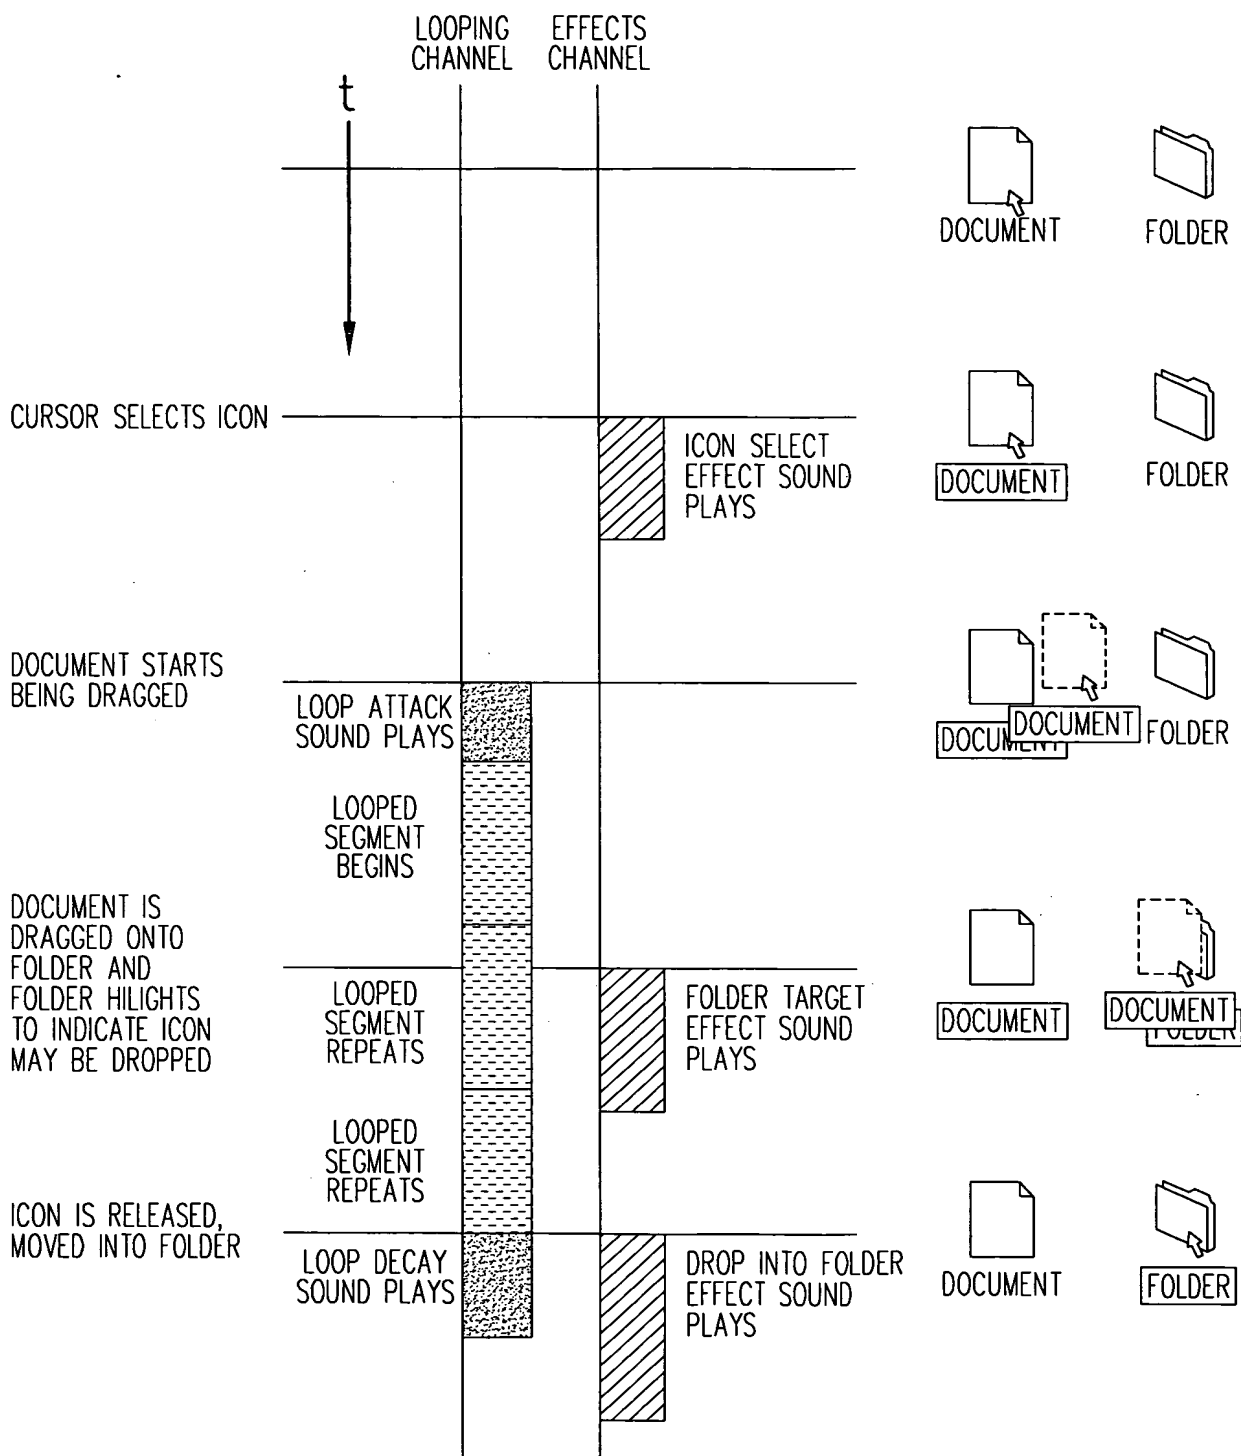 LOOPING
CHANNEL
EFFECTS
CHANNEL
t
DOCUMENT
FOLDER
CURSOR SELECTS ICON
ICON SELECT
EFFECT SOUND
PLAYS
DOCUMENT
FOLDER
DOCUMENT STARTS
BEING DRAGGED
LOOP ATTACK
SOUND PLAYS
DOCUMENT
DOCUMENT
FOLDER
LOOPED
SEGMENT
BEGINS
DOCUMENT IS
DRAGGED ONTO
FOLDER AND
FOLDER HILIGHTS
TO INDICATE ICON
MAY BE DROPPED
LOOPED
SEGMENT
REPEATS
FOLDER TARGET
EFFECT SOUND
PLAYS
DOCUMENT
DOCUMENT
FOLDER
LOOPED
SEGMENT
REPEATS
ICON IS RELEASED,
MOVED INTO FOLDER
LOOP DECAY
SOUND PLAYS
DROP INTO FOLDER
EFFECT SOUND
PLAYS
DOCUMENT
FOLDER